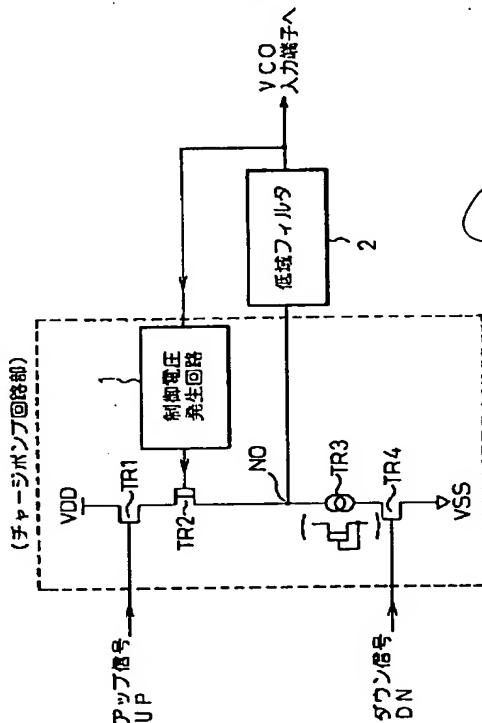 (チャージポンプ回路部)
アップ信号
UP
VDD
TR1
1
制御電圧
発生回路
TR2
NO
低域フィルタ
2
VCO
入力端子へ
TR3
ダウン信号
DN
TR4
VSS